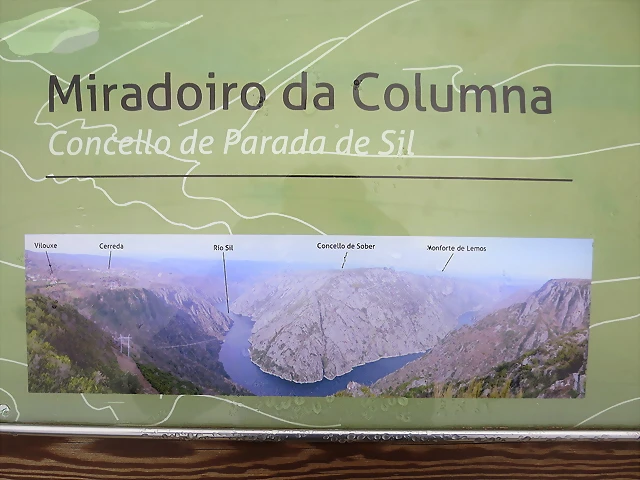 Miradoiro da Columna
Concello de Parada de Sil
Vilouxe Cerreda Río Sil Concello de Sober Monforte de Lemos